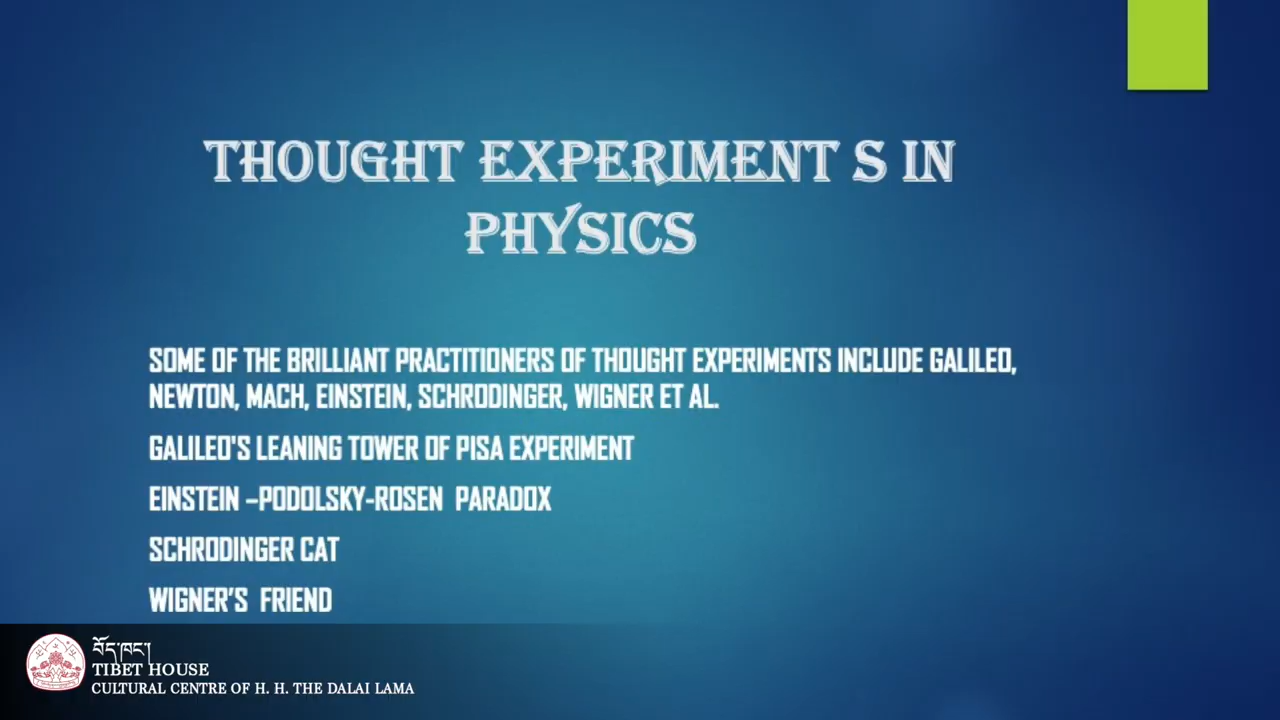 THOUGHT EXPERIMENT S IN
PHYSICS
SOME OF THE BRILLIANT PRACTITIONERS OF THOUGHT EXPERIMENTS INCLUDE GALILEO,
NEWTON, MACH, EINSTEIN, SCHRODINGER, WIGNER ET AL.
GALILEO'S LEANING TOWER OF PISA EXPERIMENT
EINSTEIN –PODOLSKY-ROSEN PARADOX
SCHRODINGER CAT
WIGNER'S FRIEND
བོད་ཁང་།
TIBET HOUSE
CULTURAL CENTRE OF H. H. THE DALAI LAMA